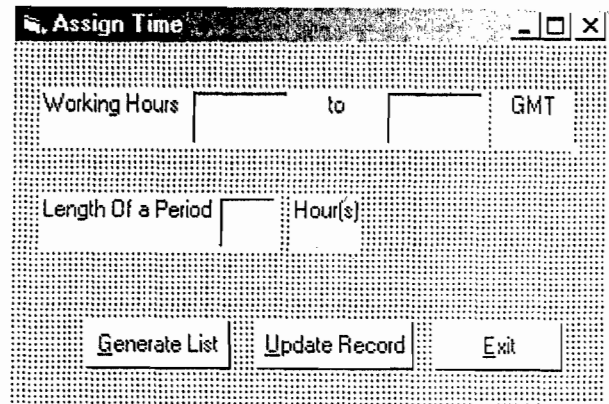 Assign Time
Working Hours to GMT
Length Of a Period Hour(s)
Generate List Update Record Exit